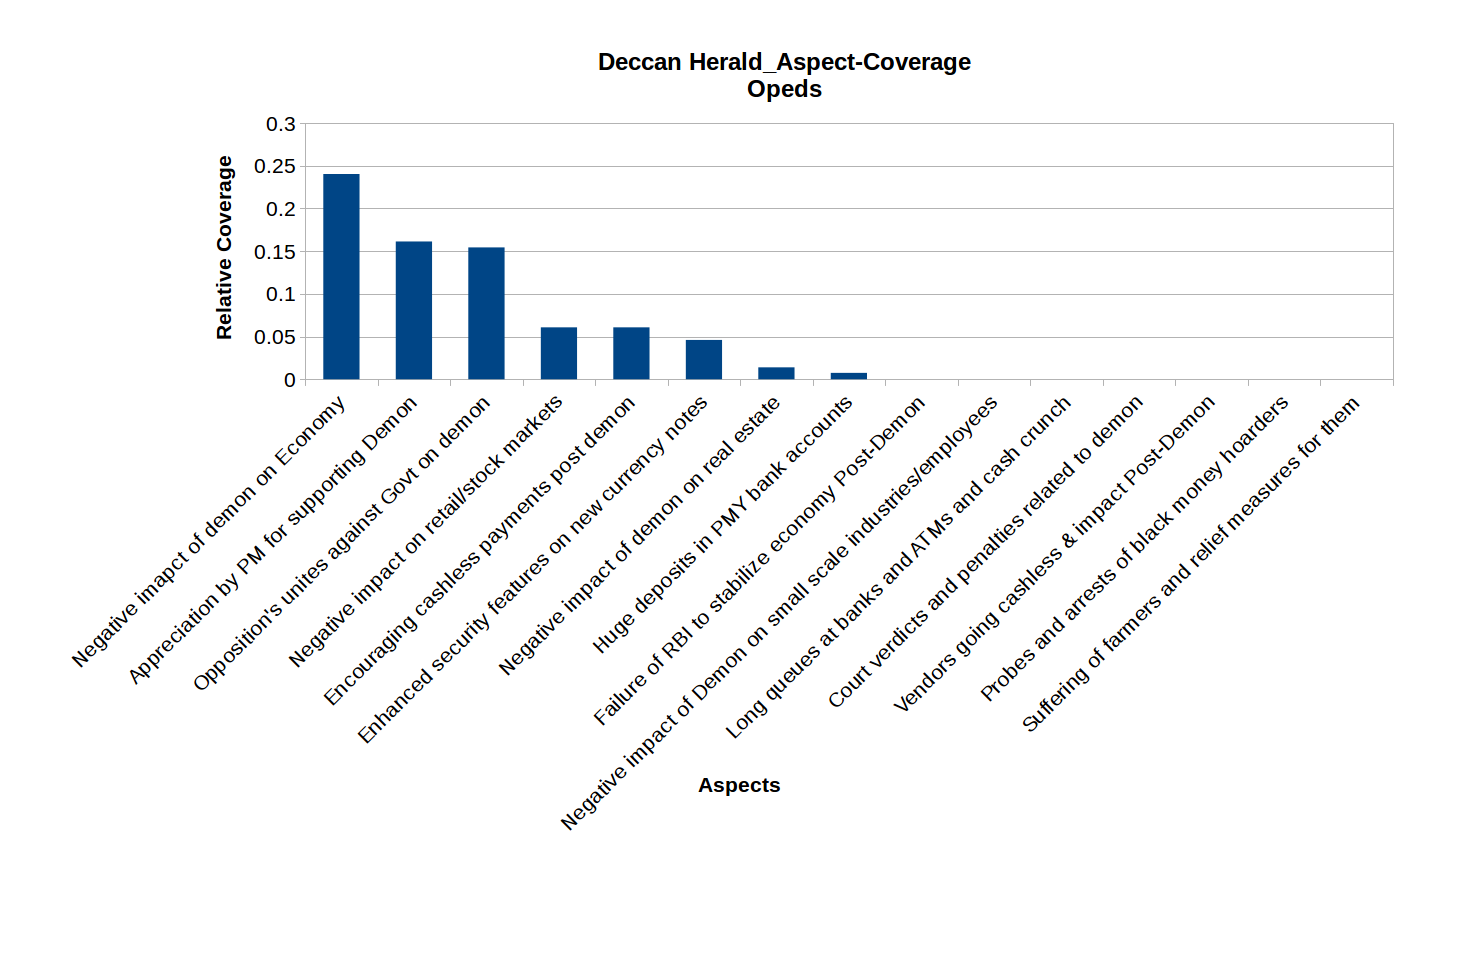 Deccan Herald_Aspect-Coverage
Opeds
Relative Coverage
0.3
0.25
0.2
0.15
0.1
0.05
0
Negative imapct of demon on Economy
Appreciation by PM for supporting Demon
Opposition's unites against Govt on demon
Negative impact on retail/stock markets
Encouraging cashless payments post demon
Enhanced security features on new currency notes
Negative impact of demon on real estate
Huge deposits in PMY bank accounts
Failure of RBI to stabilize economy Post-Demon
Negative impact of Demon on small scale industries/employees
Long queues at banks and ATMs and cash crunch
Court verdicts and penalties related to demon
Vendors going cashless & impact Post-Demon
Probes and arrests of black money hoarders
Suffering of farmers and relief measures for them
Aspects